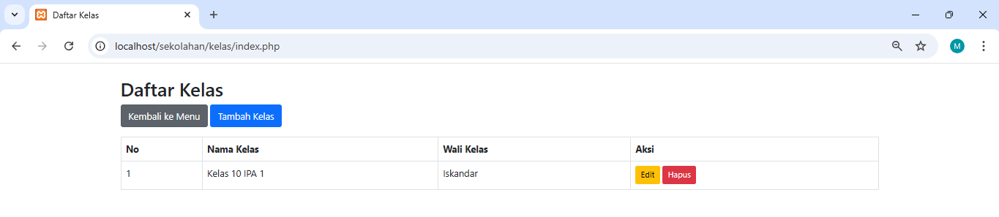 Daftar Kelas
localhost/sekolahan/kelas/index.php
M
Daftar Kelas
Kembali ke Menu Tambah Kelas
No Nama Kelas Wali Kelas Aksi
1 Kelas 10 IPA 1 Iskandar Edit Hapus